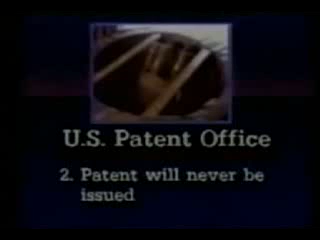 U.S. Patent Office
2. Patent will never be
issued